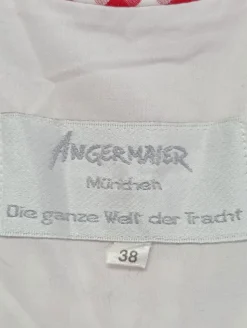 ANGERMAIER
München
Die ganze Welt der Tracht
38